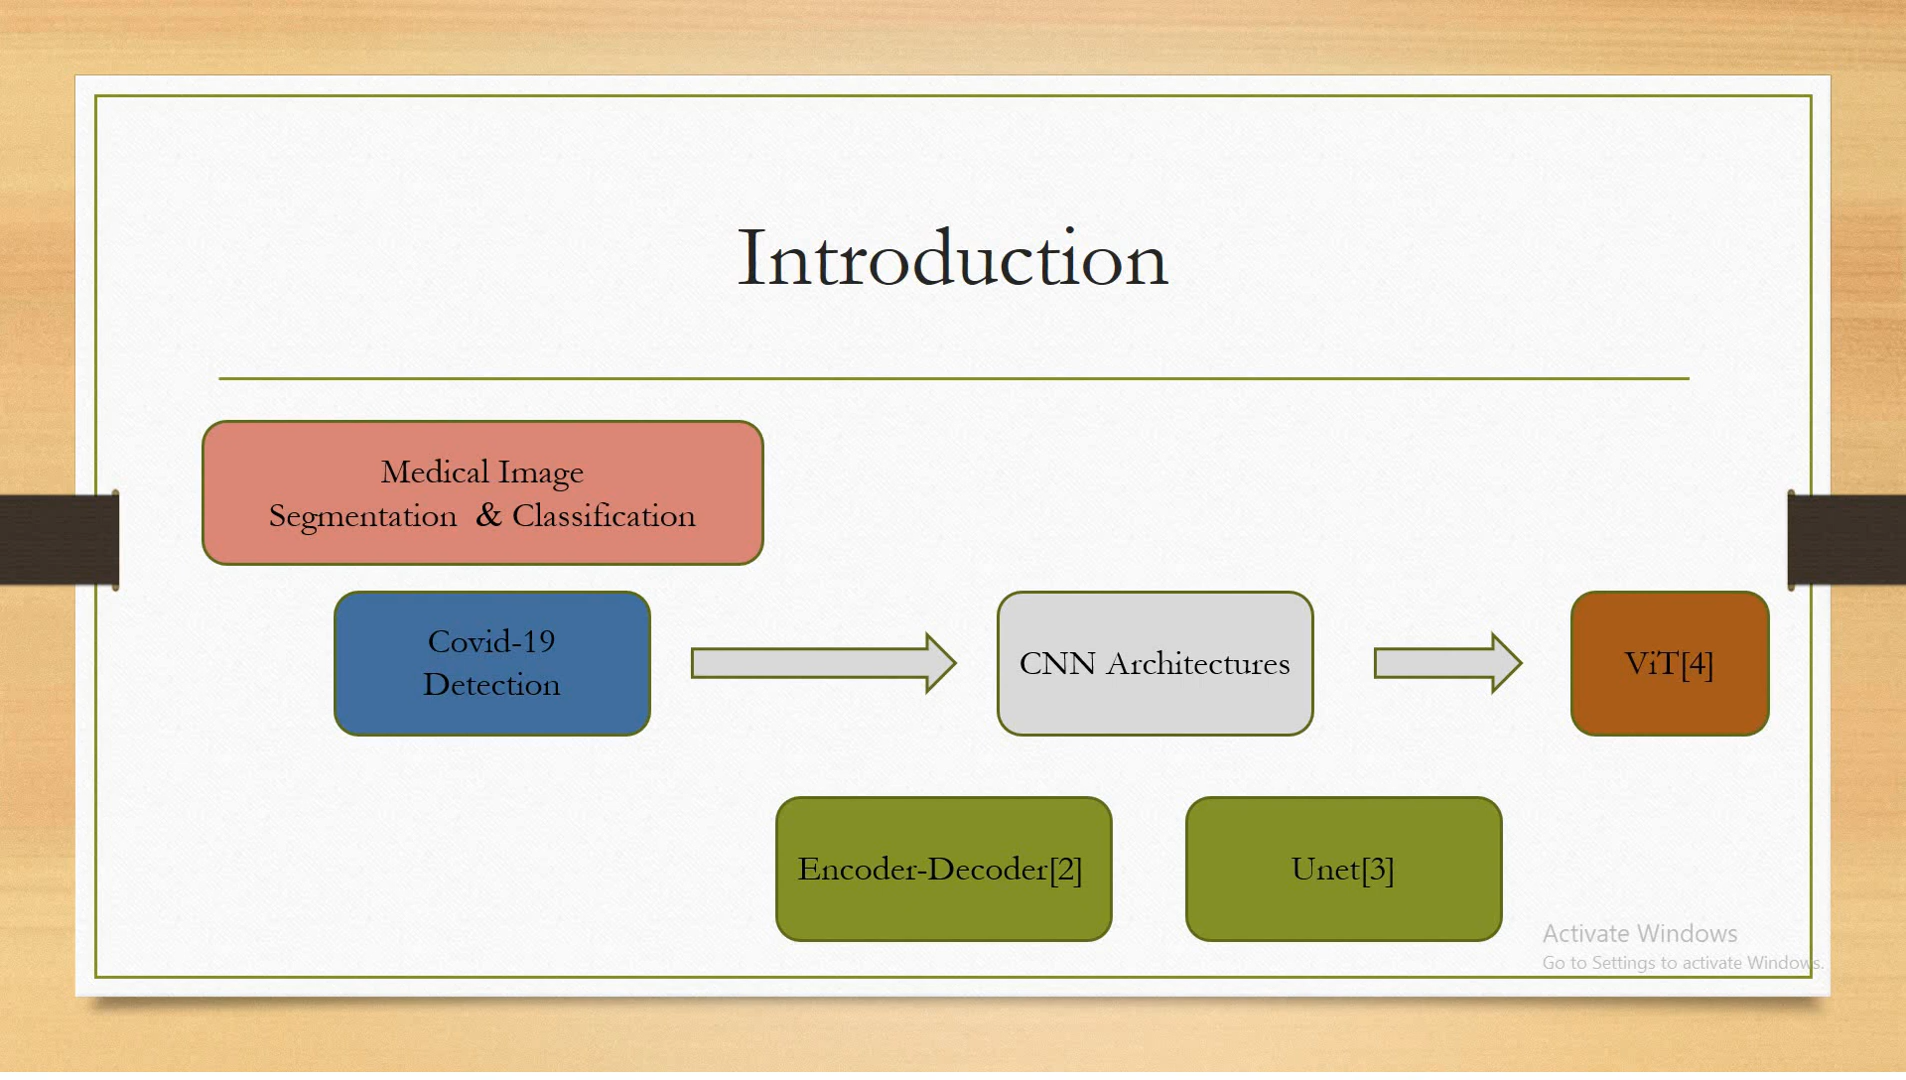 Introduction
Medical Image
Segmentation & Classification
Covid-19
Detection
CNN Architectures
ViT[4]
Encoder-Decoder[2]
Unet[3]
Activate Windows
Go to Settings to activate Windows.